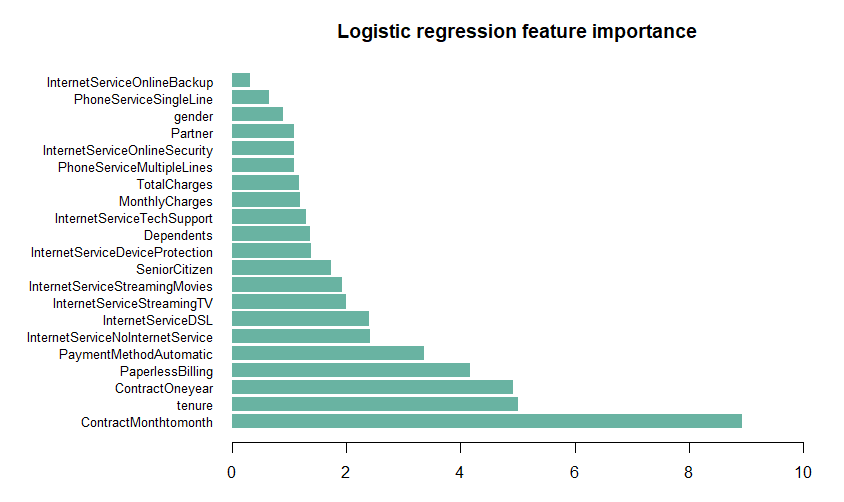 Logistic regression feature importance
InternetServiceOnlineBackup
PhoneServiceSingleLine
gender
Partner
InternetServiceOnlineSecurity
PhoneServiceMultipleLines
TotalCharges
MonthlyCharges
InternetServiceTechSupport
Dependents
InternetServiceDeviceProtection
SeniorCitizen
InternetServiceStreamingMovies
InternetServiceStreamingTV
InternetServiceDSL
InternetServiceNoInternetService
PaymentMethodAutomatic
PaperlessBilling
ContractOneyear
tenure
ContractMonthtomonth
0 2 4 6 8 10